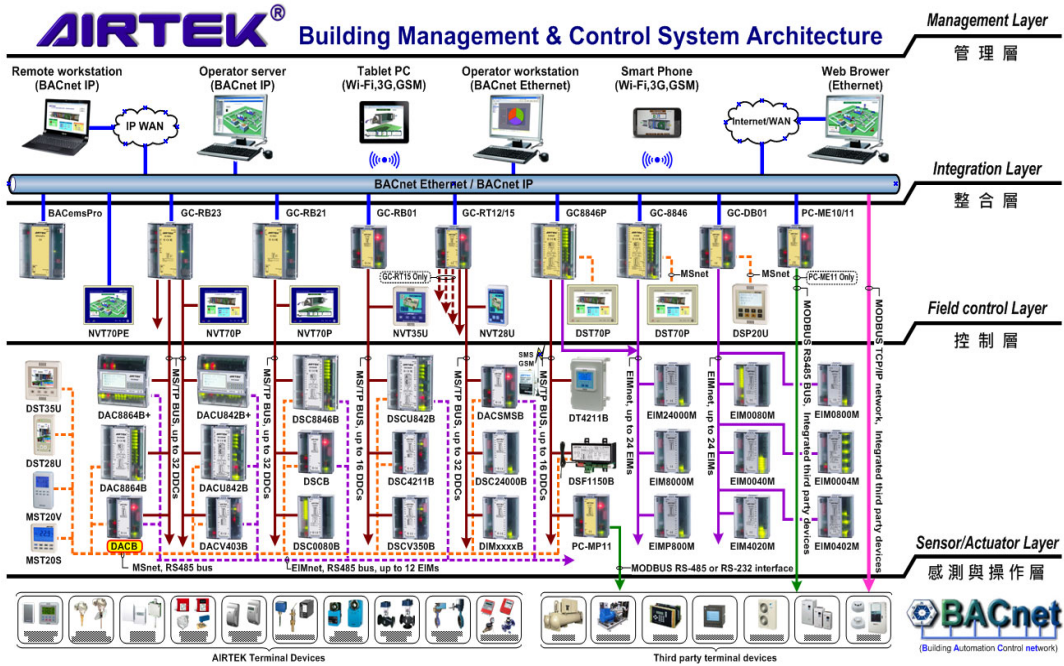 AIRTEK®
Building Management & Control System Architecture
Management Layer
管理層
Remote workstation
(BACnet IP)
Operator server
(BACnet IP)
Tablet PC
(Wi-Fi,3G,GSM)
Operator workstation
(BACnet Ethernet)
Smart Phone
(Wi-Fi,3G,GSM)
Web Brower
(Ethernet)
IP WAN
Internet/WAN
BACnet Ethernet / BACnet IP
Integration Layer
整合層
BACemsPro
GC-RB23
GC-RB21
GC-RB01
GC-RT12/15
GC8846P
GC-8846
GC-DB01
PC-ME10/11
GC-RT15 Only
MSnet
MSnet
PC-ME11 Only
NVT70PE
NVT70P
NVT70P
NVT35U
NVT28U
DST70P
DST70P
DSP20U
Field control Layer
控制層
MS/TP BUS, up to 32 DDCs
MS/TP BUS, up to 32 DDCs
MS/TP BUS, up to 16 DDCs
MS/TP BUS, up to 32 DDCs
MS/TP BUS, up to 16 DDCs
EIMnet, up to 24 EIMs
EIMnet, up to 24 EIMs
MODBUS RS485 BUS, Integrated third party devices
MODBUS TCP/IP network, Integrated third party devices
SMS
GSM
DST35U
DAC8864B+
DACU842B+
DSC8846B
DSCU842B
DACSMSB
DT4211B
EIM24000M
EIM0080M
EIM0800M
DST28U
DAC8864B
DACU842B
DSCB
DSC4211B
DSC24000B
DSF1150B
EIM8000M
EIM0040M
EIM0004M
MST20V
MST20S
DACB
DACV403B
DSC0080B
DSCV350B
DIMxxxxB
PC-MP11
EIMP800M
EIM4020M
EIM0402M
MSnet, RS485 bus
EIMnet, RS485 bus, up to 12 EIMs
MODBUS RS-485 or RS-232 interface
Sensor/Actuator Layer
感測與操作層
AIRTEK Terminal Devices
Third party terminal devices
BACnet
(Building Automation Control network)